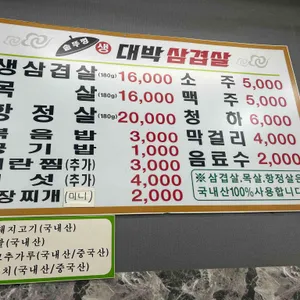 솥뚜껑 생 대박 삼겹살
생삼겹살(180g) 16,000
목살(180g) 16,000
항정살(180g) 20,000
볶음밥 3,000
공기밥 1,000
계란찜(추가) 3,000
(추가) 4,000
장찌개 2,000
소주 5,000
맥주 5,000
청하 6,000
막걸리 4,000
음료수 2,000
※삼겹살,목살,항정살은
국내산100%사용합니다
돼지고기(국내산)
(국내산)
고추가루(국내산/중국산)
치(국내산/중국산)